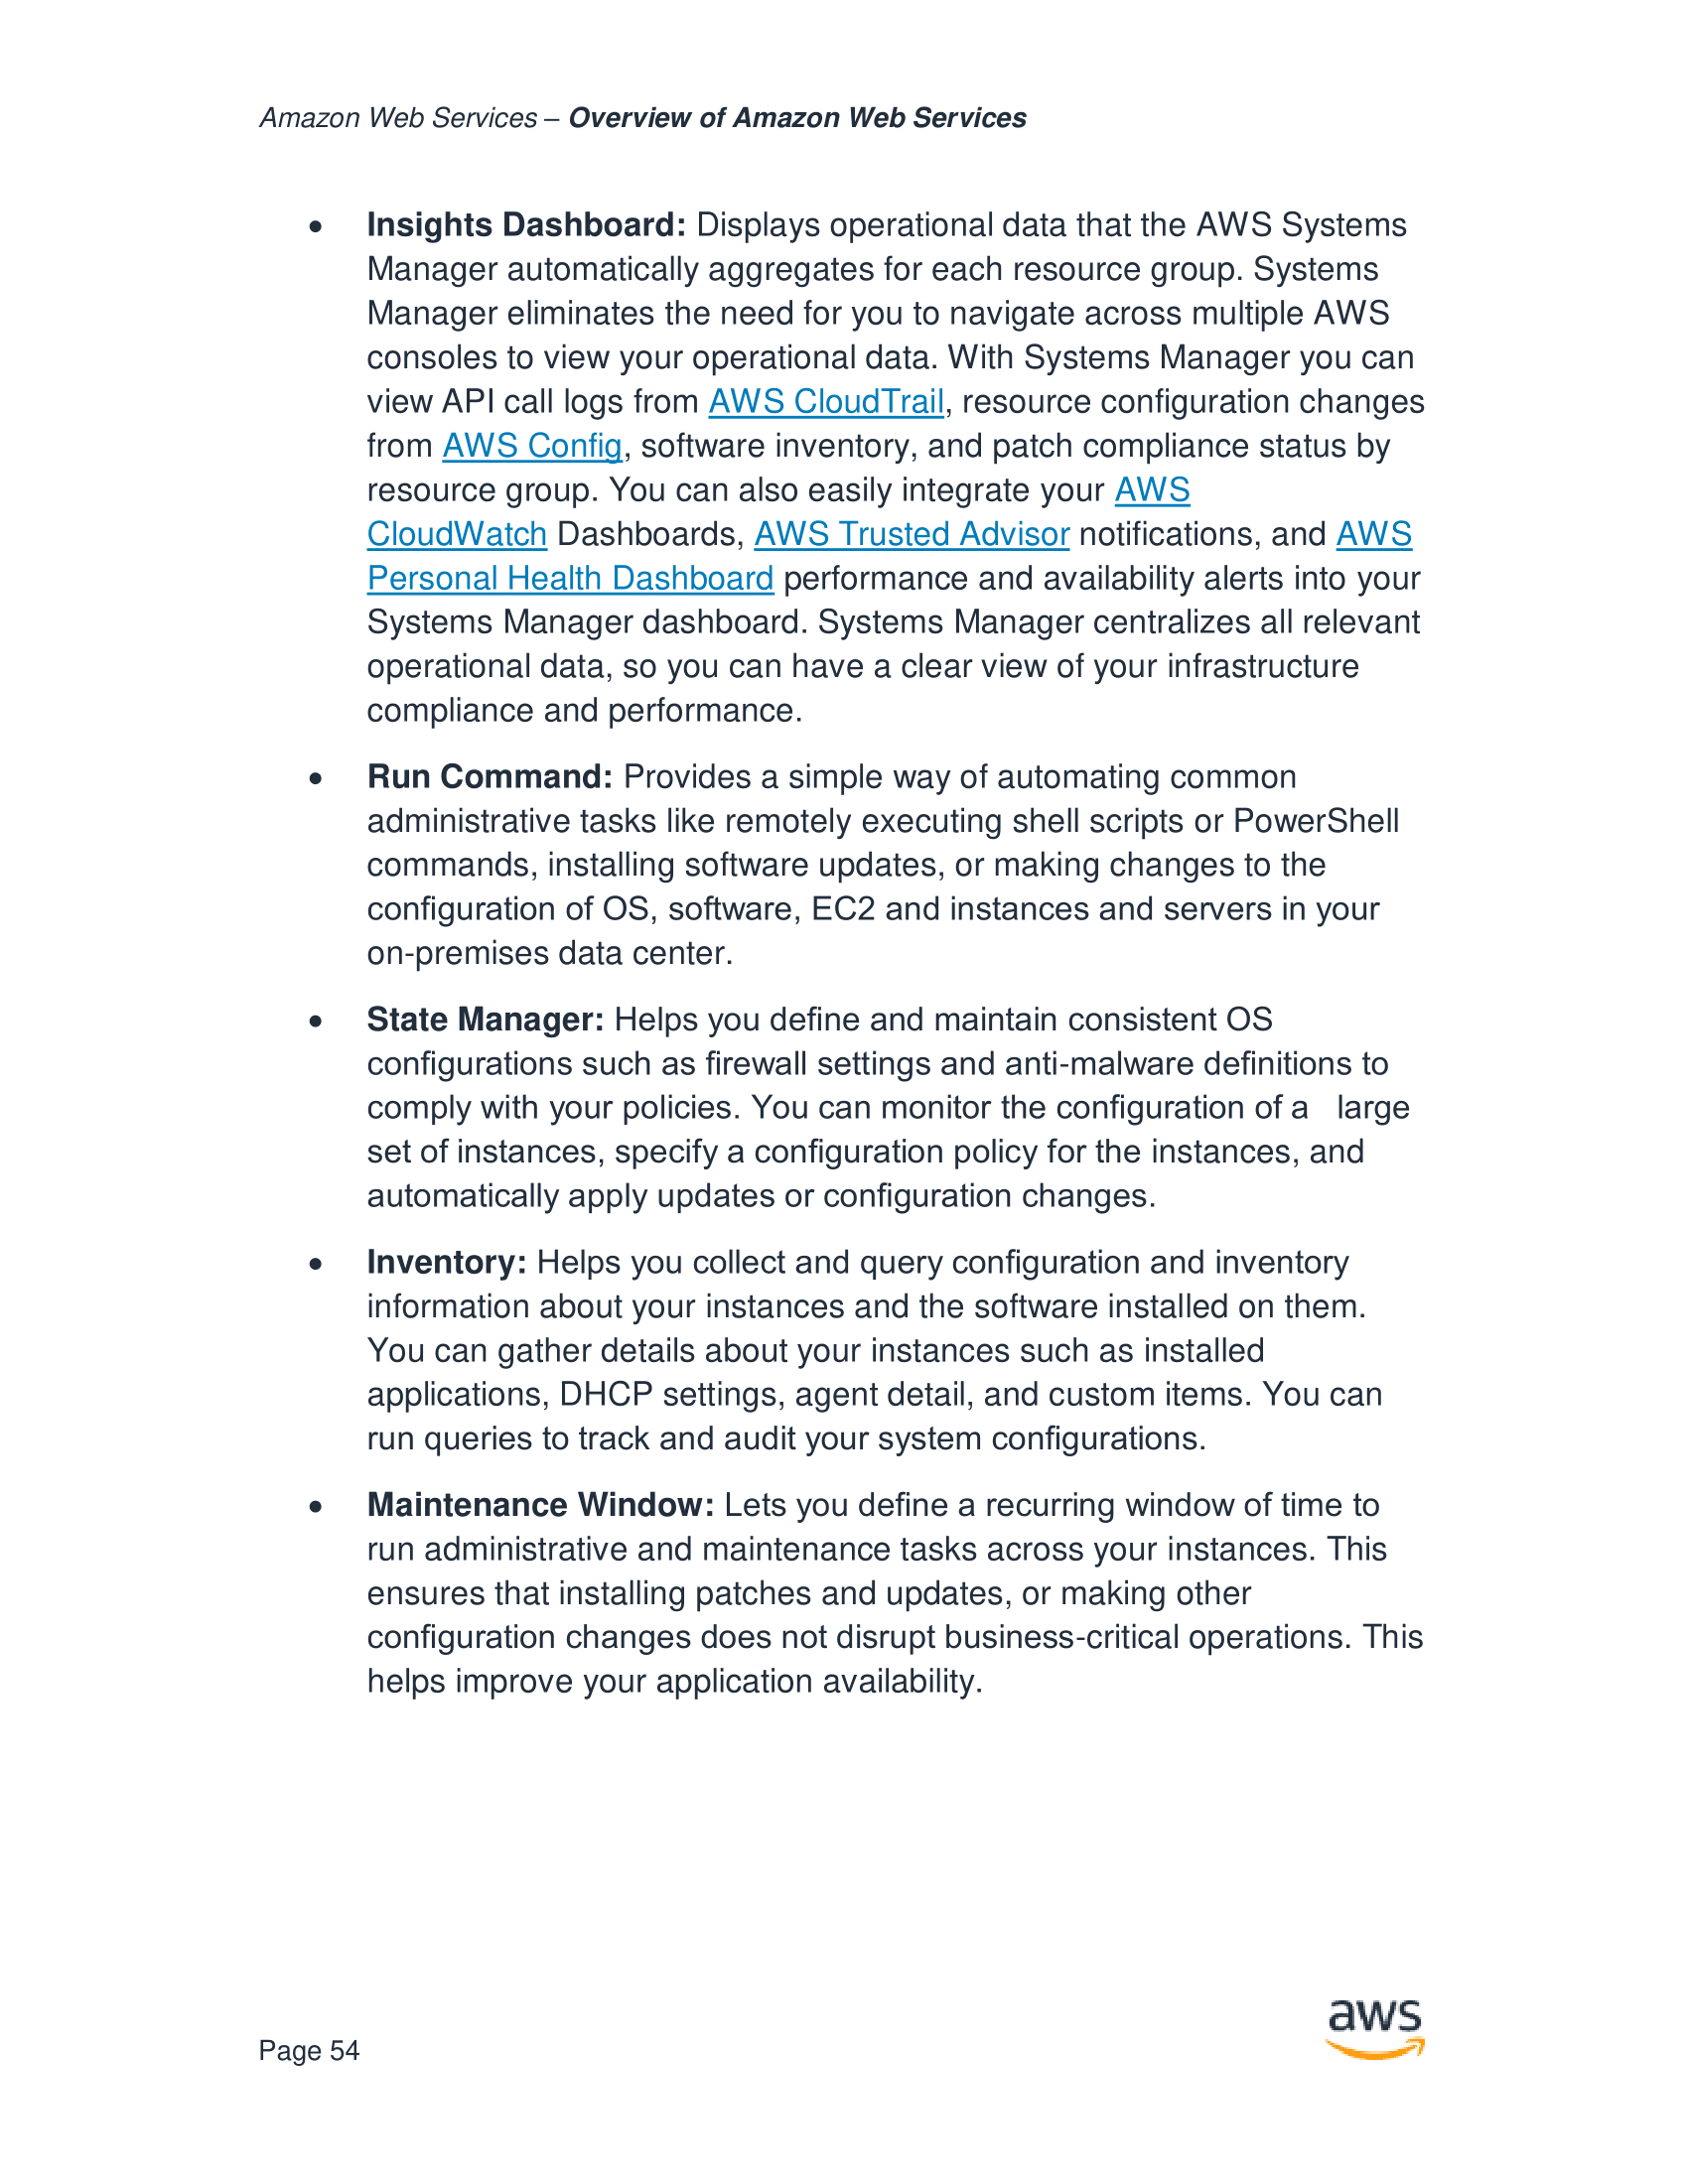 Amazon Web Services – Overview of Amazon Web Services
• Insights Dashboard: Displays operational data that the AWS Systems
Manager automatically aggregates for each resource group. Systems
Manager eliminates the need for you to navigate across multiple AWS
consoles to view your operational data. With Systems Manager you can
view API call logs from AWS CloudTrail, resource configuration changes
from AWS Config, software inventory, and patch compliance status by
resource group. You can also easily integrate your AWS
CloudWatch Dashboards, AWS Trusted Advisor notifications, and AWS
Personal Health Dashboard performance and availability alerts into your
Systems Manager dashboard. Systems Manager centralizes all relevant
operational data, so you can have a clear view of your infrastructure
compliance and performance.
• Run Command: Provides a simple way of automating common
administrative tasks like remotely executing shell scripts or PowerShell
commands, installing software updates, or making changes to the
configuration of OS, software, EC2 and instances and servers in your
on-premises data center.
• State Manager: Helps you define and maintain consistent OS
configurations such as firewall settings and anti-malware definitions to
comply with your policies. You can monitor the configuration of a   large
set of instances, specify a configuration policy for the instances, and
automatically apply updates or configuration changes.
• Inventory: Helps you collect and query configuration and inventory
information about your instances and the software installed on them.
You can gather details about your instances such as installed
applications, DHCP settings, agent detail, and custom items. You can
run queries to track and audit your system configurations.
• Maintenance Window: Lets you define a recurring window of time to
run administrative and maintenance tasks across your instances. This
ensures that installing patches and updates, or making other
configuration changes does not disrupt business-critical operations. This
helps improve your application availability.
aws
Page 54